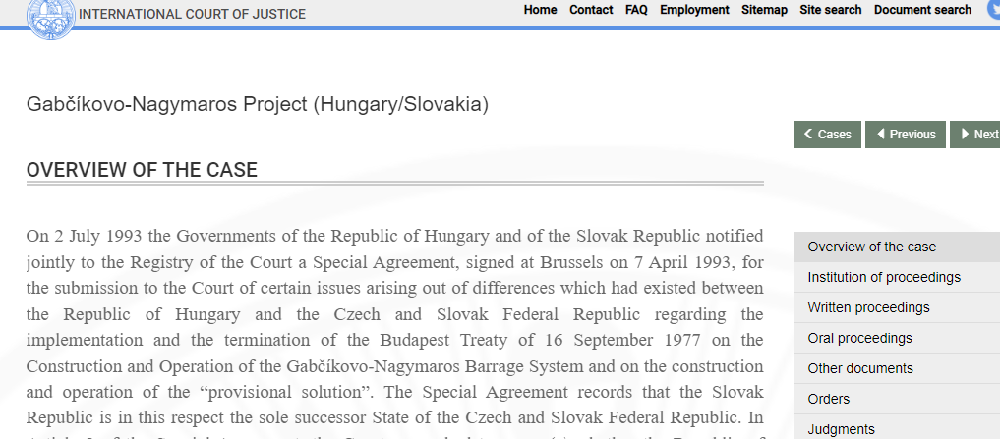 INTERNATIONAL COURT OF JUSTICE
Home Contact FAQ Employment Sitemap Site search Document search
Gabčíkovo-Nagymaros Project (Hungary/Slovakia)
Cases Previous Next
OVERVIEW OF THE CASE
On 2 July 1993 the Governments of the Republic of Hungary and of the Slovak Republic notified
jointly to the Registry of the Court a Special Agreement, signed at Brussels on 7 April 1993, for
the submission to the Court of certain issues arising out of differences which had existed between
the Republic of Hungary and the Czech and Slovak Federal Republic regarding the
implementation and the termination of the Budapest Treaty of 16 September 1977 on the
Construction and Operation of the Gabčíkovo-Nagymaros Barrage System and on the construction
and operation of the “provisional solution”. The Special Agreement records that the Slovak
Republic is in this respect the sole successor State of the Czech and Slovak Federal Republic. In
Overview of the case
Institution of proceedings
Written proceedings
Oral proceedings
Other documents
Orders
Judgments